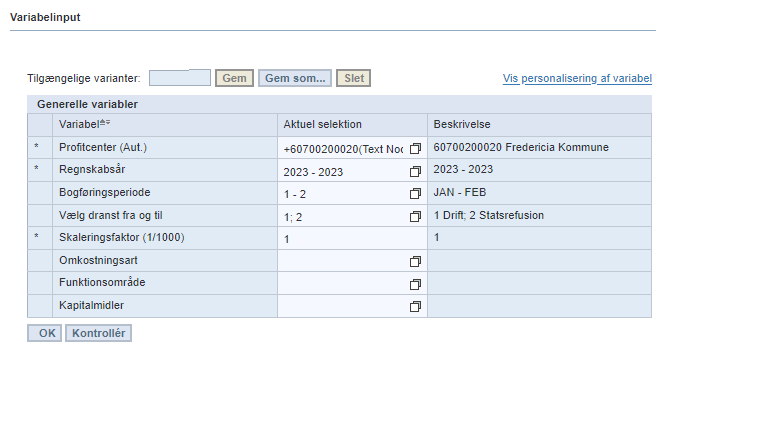 Variabelinput
Tilgængelige varianter: Gem Gem som... Slet Vis personalisering af variabel
Generelle variabler
Variabel Aktuel selektion Beskrivelse
* Profitcenter (Aut.) +60700200020(Text Noc 60700200020 Fredericia Kommune
* Regnskabsår 2023 - 2023 2023 - 2023
Bogføringsperiode 1 - 2 JAN - FEB
Vælg dranst fra og til 1; 2 1 Drift; 2 Statsrefusion
* Skaleringsfaktor (1/1000) 1 1
Omkostningsart
Funktionsområde
Kapitalmidler
OK Kontrollér